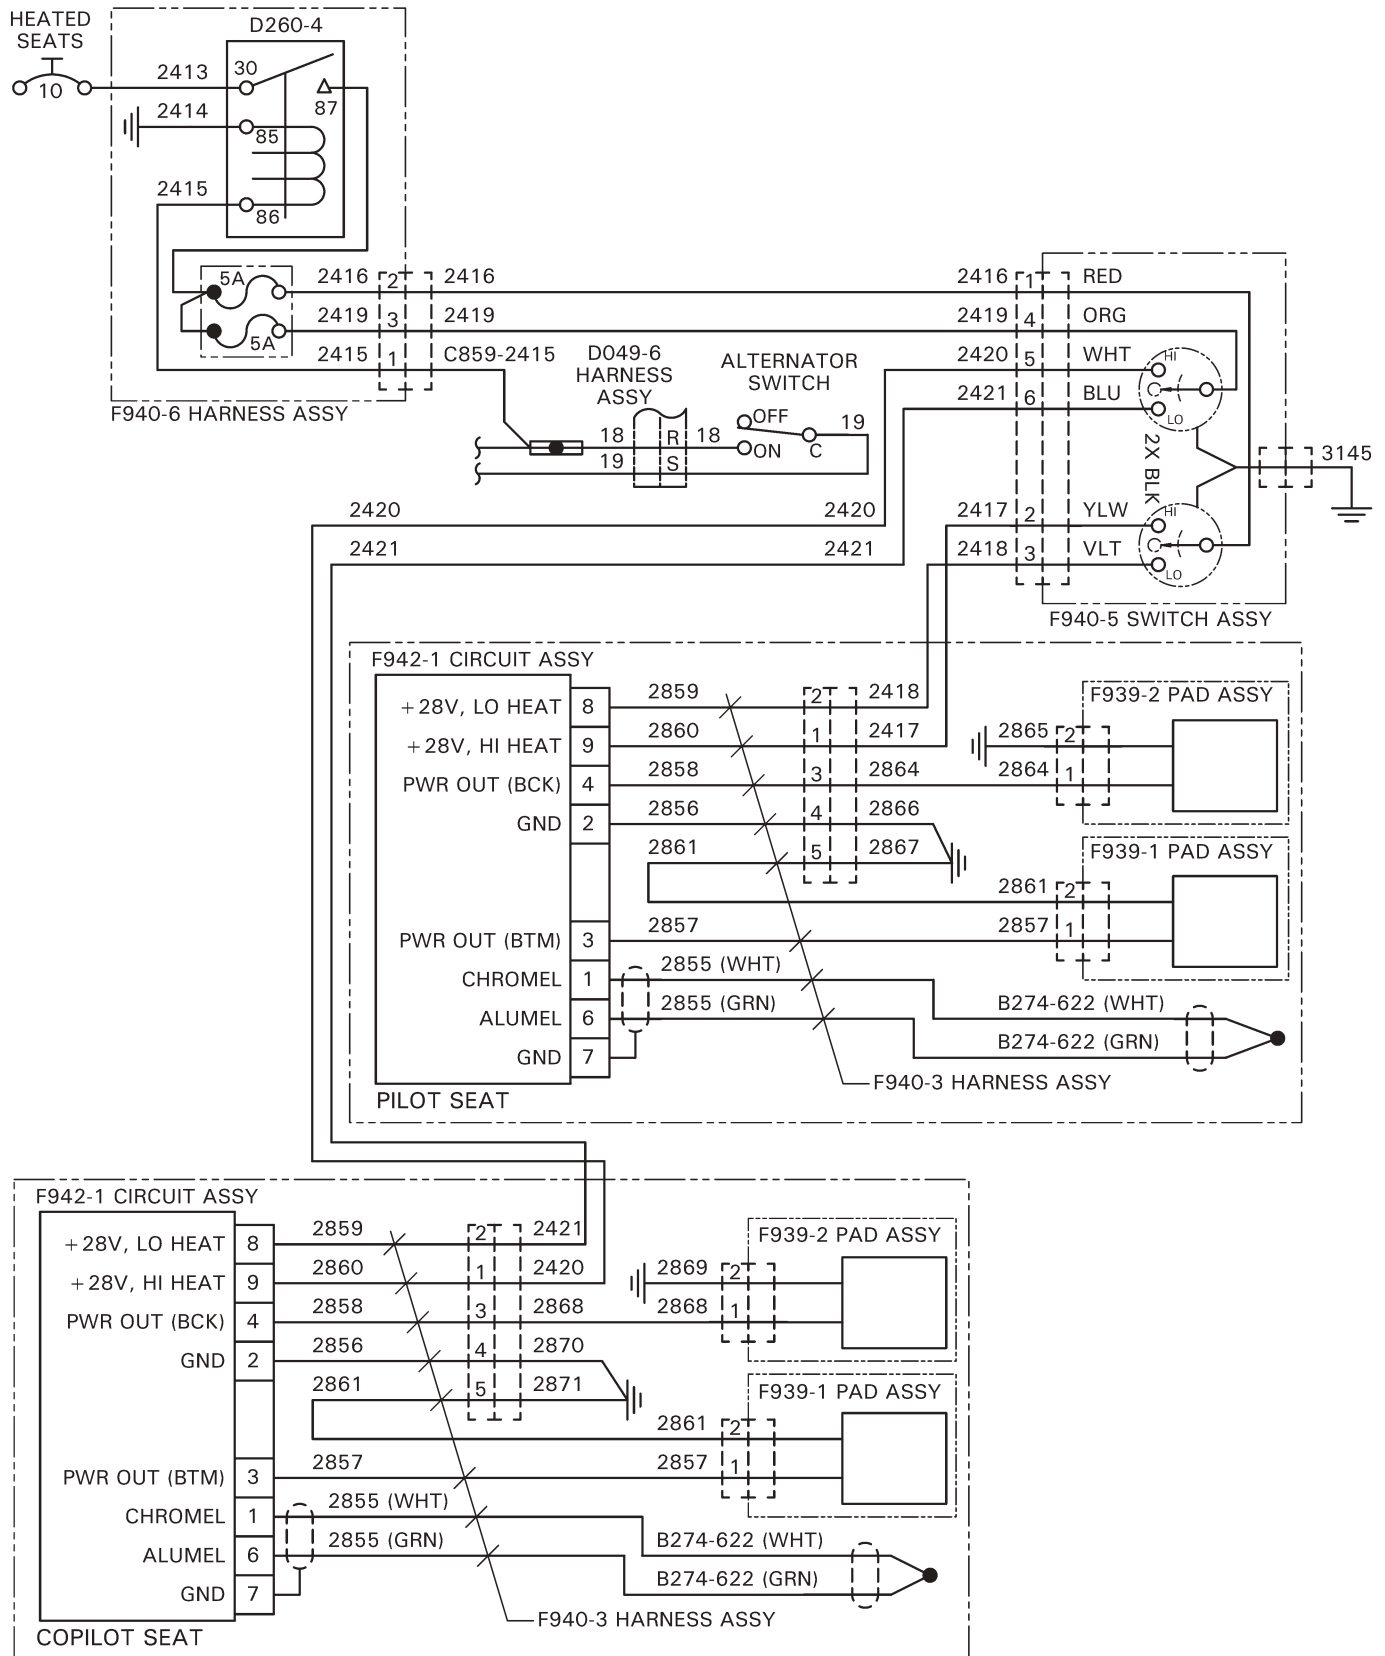 HEATED
SEATS
10
D260-4
2413
30
87
2414
85
2415
86
5A
2416
2
2416
2416
1
RED
2419
3
2419
2419
4
ORG
5A
2415
1
C859-2415
2420
5
WHT
2421
6
BLU
F940-6 HARNESS ASSY
D049-6
HARNESS
ASSY
ALTERNATOR
SWITCH
OFF
ON
C
19
18
R
18
19
S
HI
C
LO
2X BLK
3145
2420
2420
2417
2
YLW
2421
2421
2418
3
VLT
HI
C
LO
F940-5 SWITCH ASSY
F942-1 CIRCUIT ASSY
+28V, LO HEAT
8
2859
2
2418
+28V, HI HEAT
9
2860
1
2417
PWR OUT (BCK)
4
2858
3
2864
GND
2
2856
4
2866
2861
5
2867
F939-2 PAD ASSY
2865
2
2864
1
F939-1 PAD ASSY
2861
2
2857
1
PWR OUT (BTM)
3
2857
CHROMEL
1
2855 (WHT)
ALUMEL
6
2855 (GRN)
GND
7
B274-622 (WHT)
B274-622 (GRN)
F940-3 HARNESS ASSY
PILOT SEAT
F942-1 CIRCUIT ASSY
+28V, LO HEAT
8
2859
2
2421
+28V, HI HEAT
9
2860
1
2420
PWR OUT (BCK)
4
2858
3
2868
GND
2
2856
4
2870
2861
5
2871
F939-2 PAD ASSY
2869
2
2868
1
F939-1 PAD ASSY
2861
2
2857
1
PWR OUT (BTM)
3
2857
CHROMEL
1
2855 (WHT)
ALUMEL
6
2855 (GRN)
GND
7
B274-622 (WHT)
B274-622 (GRN)
F940-3 HARNESS ASSY
COPILOT SEAT